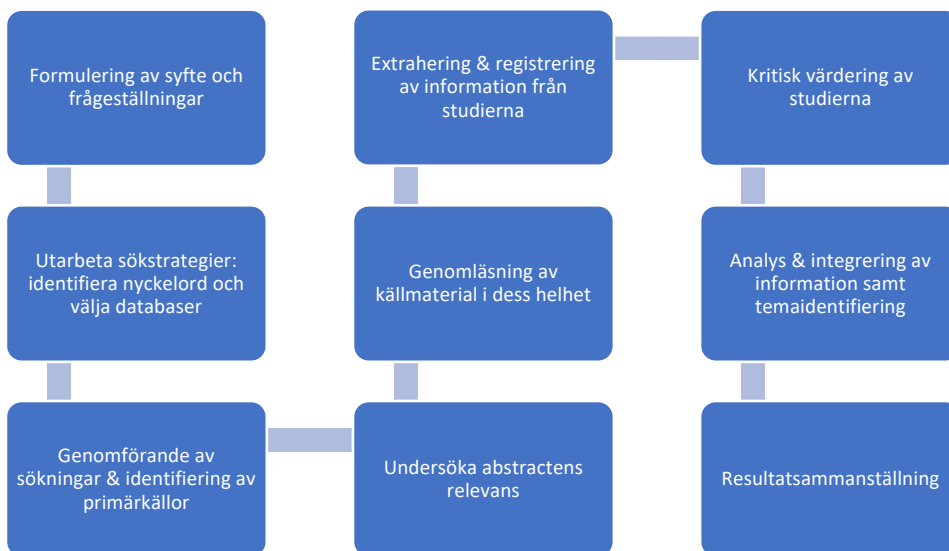 Formulering av syfte och
frågeställningar
Utarbeta sökstrategier:
identifiera nyckelord och
välja databaser
Genomförande av
sökningar & identifiering av
primärkällor
Undersöka abstractens
relevans
Genomläsning av
källmaterial i dess helhet
Extrahering & registrering
av information från
studierna
Kritisk värdering av
studierna
Analys & integrering av
information samt
temaidentifiering
Resultatsammanställning